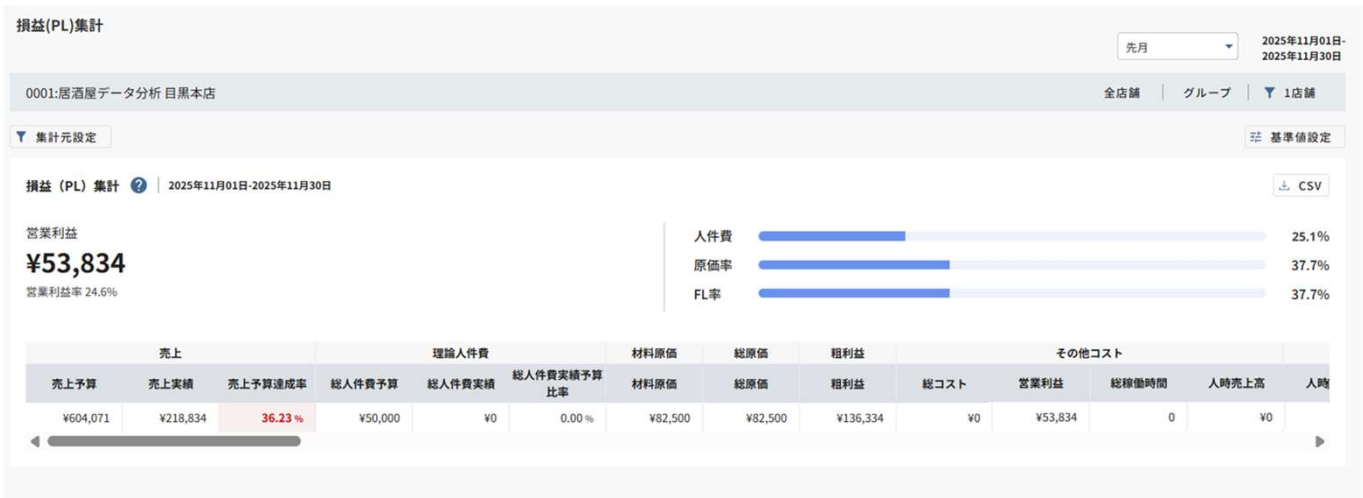 損益(PL)集計
先月
2025年11月01日-
2025年11月30日
0001:居酒屋データ分析 目黒本店
全店舗
グループ
1店舗
集計元設定
基準値設定
損益（PL）集計 ?
2025年11月01日-2025年11月30日
CSV
営業利益
¥53,834
営業利益率 24.6%
人件費 25.1%
原価率 37.7%
FL率 37.7%
売上 理論人件費 材料原価 総原価 粗利益 その他コスト
売上予算 売上実績 売上予算達成率 総人件費予算 総人件費実績 総人件費実績予算比率 材料原価 総原価 粗利益 総コスト 営業利益 総稼働時間 人時売上高 人時
¥604,071 ¥218,834 36.23 % ¥50,000 ¥0 0.00 % ¥82,500 ¥82,500 ¥136,334 ¥0 ¥53,834 0 ¥0